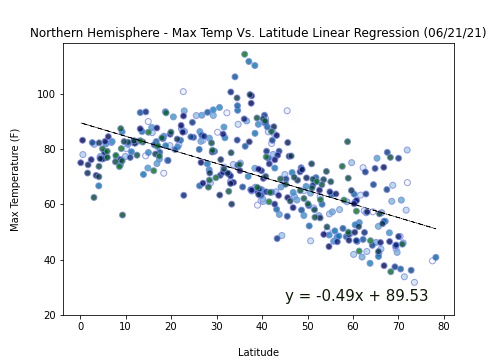 Northern Hemisphere - Max Temp Vs. Latitude Linear Regression (06/21/21)
Max Temperature (F)
100
80
60
40
20
y = -0.49x + 89.53
0 10 20 30 40 50 60 70 80
Latitude